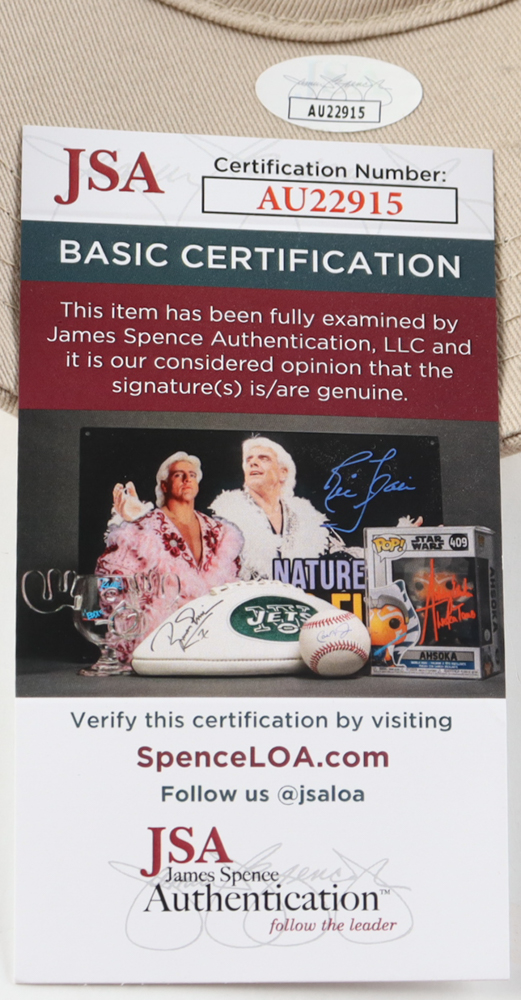 AU22915
JSA
Certification Number:
AU22915
BASIC CERTIFICATION
This item has been fully examined by
James Spence Authentication, LLC and
it is our considered opinion that the
signature(s) is/are genuine.
NATURE
JETS
POP! STAR WARS 409
AHSOKA
AHSOKA
Verify this certification by visiting
SpenceLOA.com
Follow us @jsaloa
JSA
James Spence
Authentication™
follow the leader